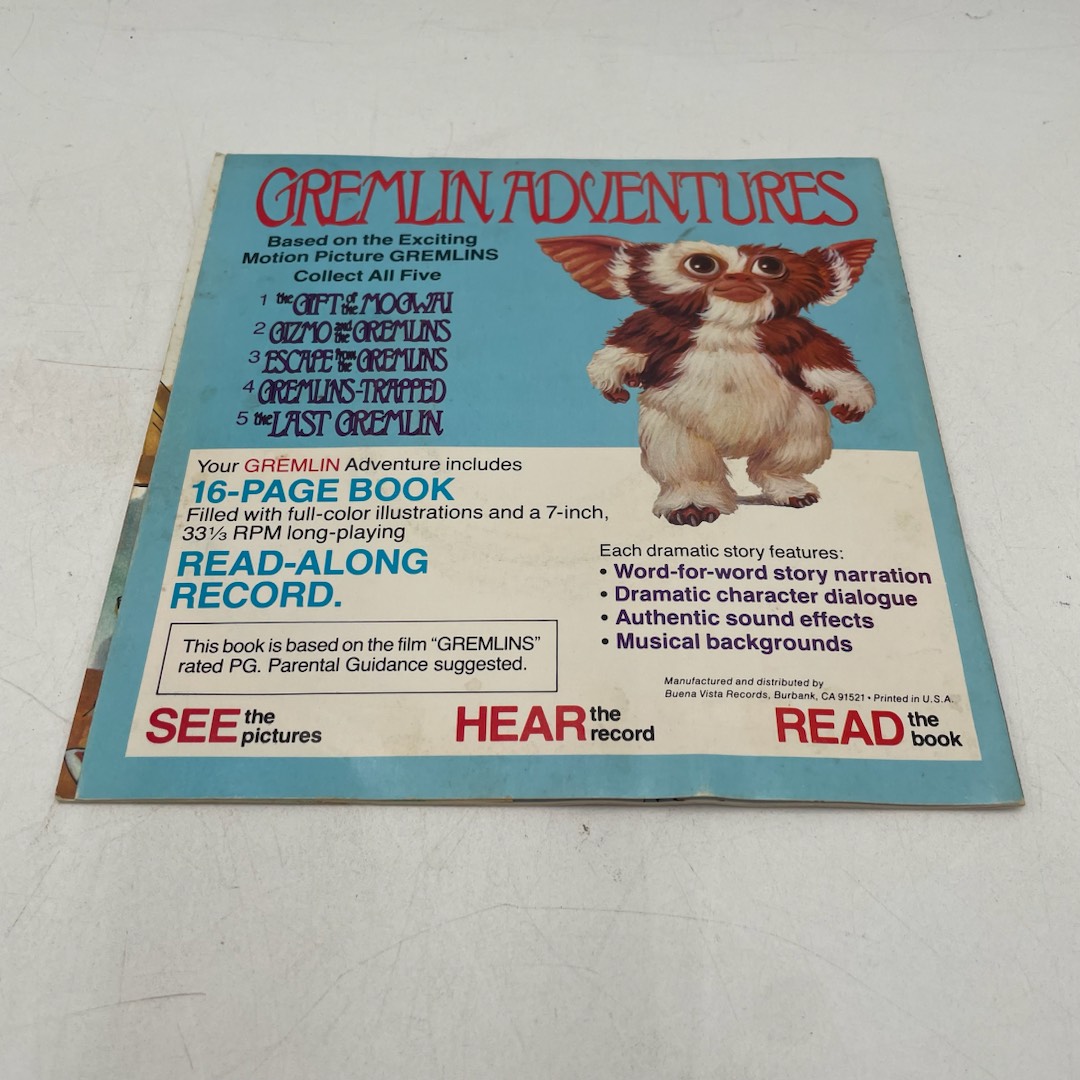 GREMLIN ADVENTURES
Based on the Exciting
Motion Picture GREMLINS
Collect All Five
1 the GIFT of the MOGWAI
2 GIZMO and the GREMLINS
3 ESCAPE from the GREMLINS
4 GREMLINS-TRAPPED
5 the LAST GREMLIN
Your GREMLIN Adventure includes
16-PAGE BOOK
Filled with full-color illustrations and a 7-inch,
33⅓ RPM long-playing
READ-ALONG
RECORD.
This book is based on the film “GREMLINS”
rated PG. Parental Guidance suggested.
Each dramatic story features:
• Word-for-word story narration
• Dramatic character dialogue
• Authentic sound effects
• Musical backgrounds
Manufactured and distributed by
Buena Vista Records, Burbank, CA 91521 • Printed in U.S.A.
SEE the pictures
HEAR the record
READ the book